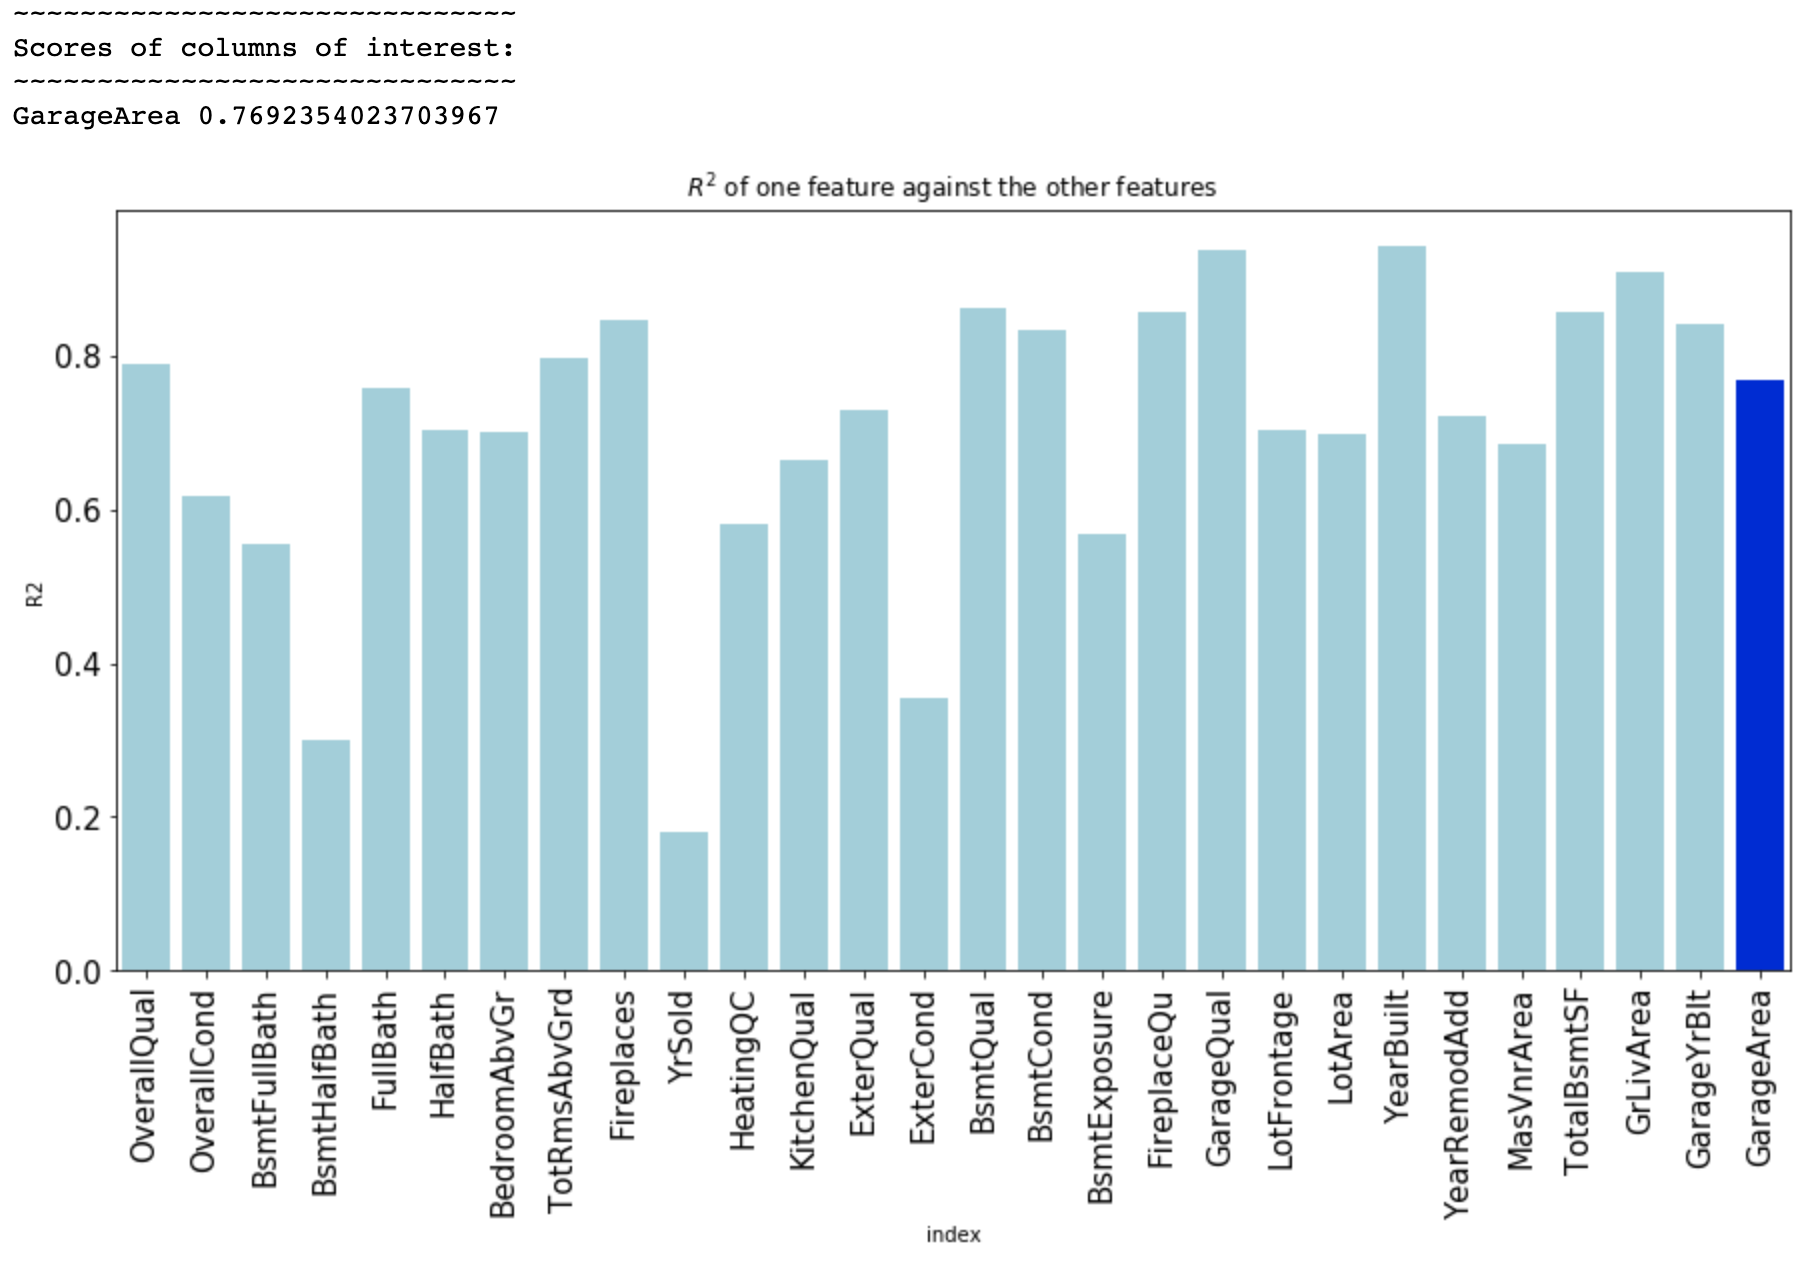 ~~~~~~~~~~~~~~~~~~~~~~~~~~~~~~
Scores of columns of interest:
~~~~~~~~~~~~~~~~~~~~~~~~~~~~~~
GarageArea 0.7692354023703967
R² of one feature against the other features
0.8
0.6
0.4
0.2
0.0
R2
OverallQual
OverallCond
BsmtFullBath
BsmtHalfBath
FullBath
HalfBath
BedroomAbvGr
TotRmsAbvGrd
Fireplaces
YrSold
HeatingQC
KitchenQual
ExterQual
ExterCond
BsmtQual
BsmtCond
BsmtExposure
FireplaceQu
GarageQual
LotFrontage
LotArea
YearBuilt
YearRemodAdd
MasVnrArea
TotalBsmtSF
GrLivArea
GarageYrBlt
GarageArea
index